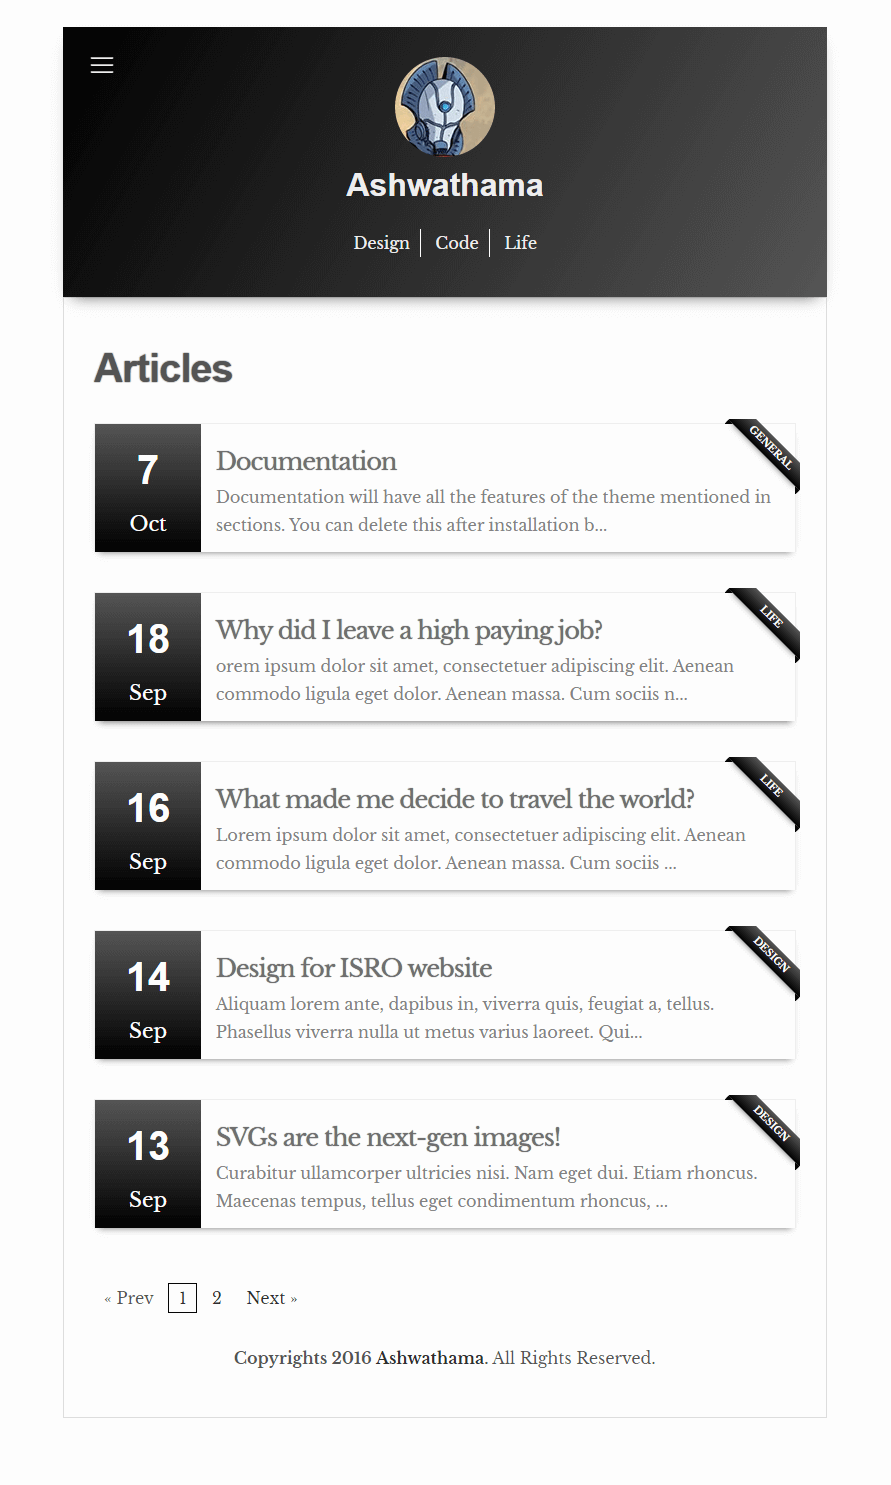 Ashwathama
Design
Code
Life
Articles
7
Oct
Documentation
Documentation will have all the features of the theme mentioned in
sections. You can delete this after installation b...
GENERAL
18
Sep
Why did I leave a high paying job?
orem ipsum dolor sit amet, consectetuer adipiscing elit. Aenean
commodo ligula eget dolor. Aenean massa. Cum sociis n...
LIFE
16
Sep
What made me decide to travel the world?
Lorem ipsum dolor sit amet, consectetuer adipiscing elit. Aenean
commodo ligula eget dolor. Aenean massa. Cum sociis ...
LIFE
14
Sep
Design for ISRO website
Aliquam lorem ante, dapibus in, viverra quis, feugiat a, tellus.
Phasellus viverra nulla ut metus varius laoreet. Qui...
DESIGN
13
Sep
SVGs are the next-gen images!
Curabitur ullamcorper ultricies nisi. Nam eget dui. Etiam rhoncus.
Maecenas tempus, tellus eget condimentum rhoncus, ...
DESIGN
« Prev 1 2 Next »
Copyrights 2016 Ashwathama. All Rights Reserved.